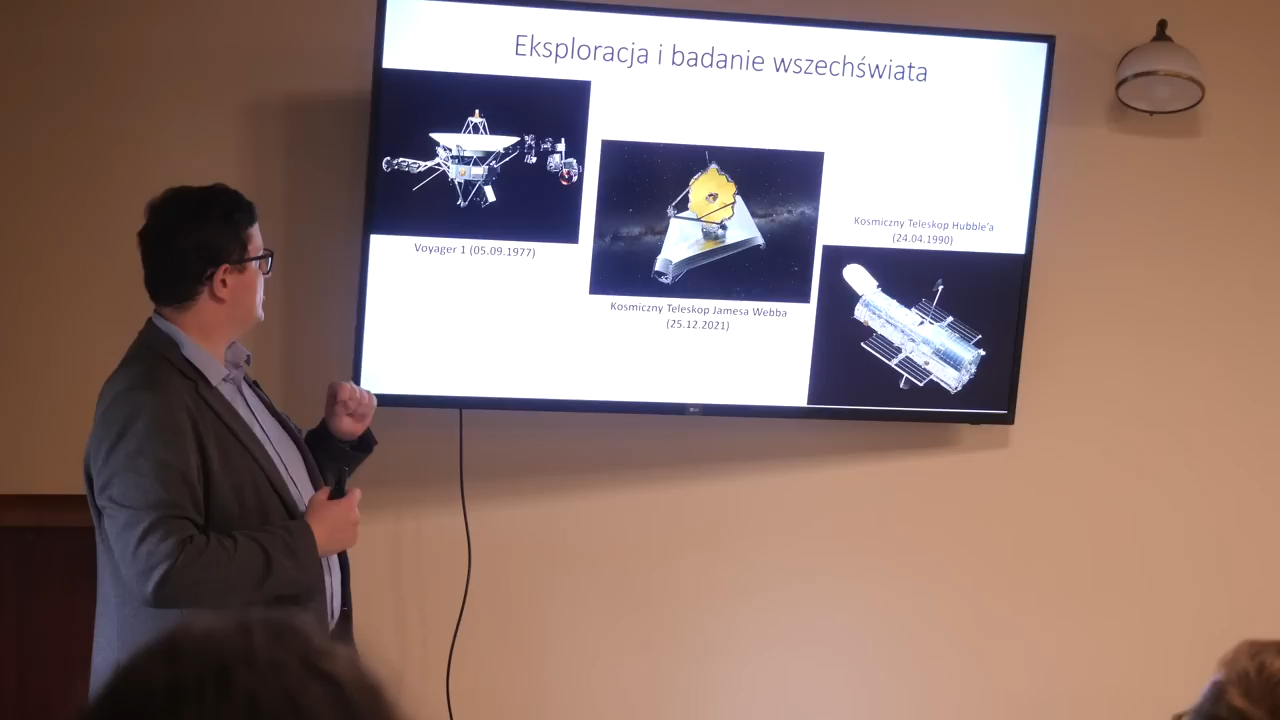 Eksploracja i badanie wszechświata
Voyager 1 (05.09.1977)
Kosmiczny Teleskop Jamesa Webba
(25.12.2021)
Kosmiczny Teleskop Hubble'a
(24.04.1990)
LG